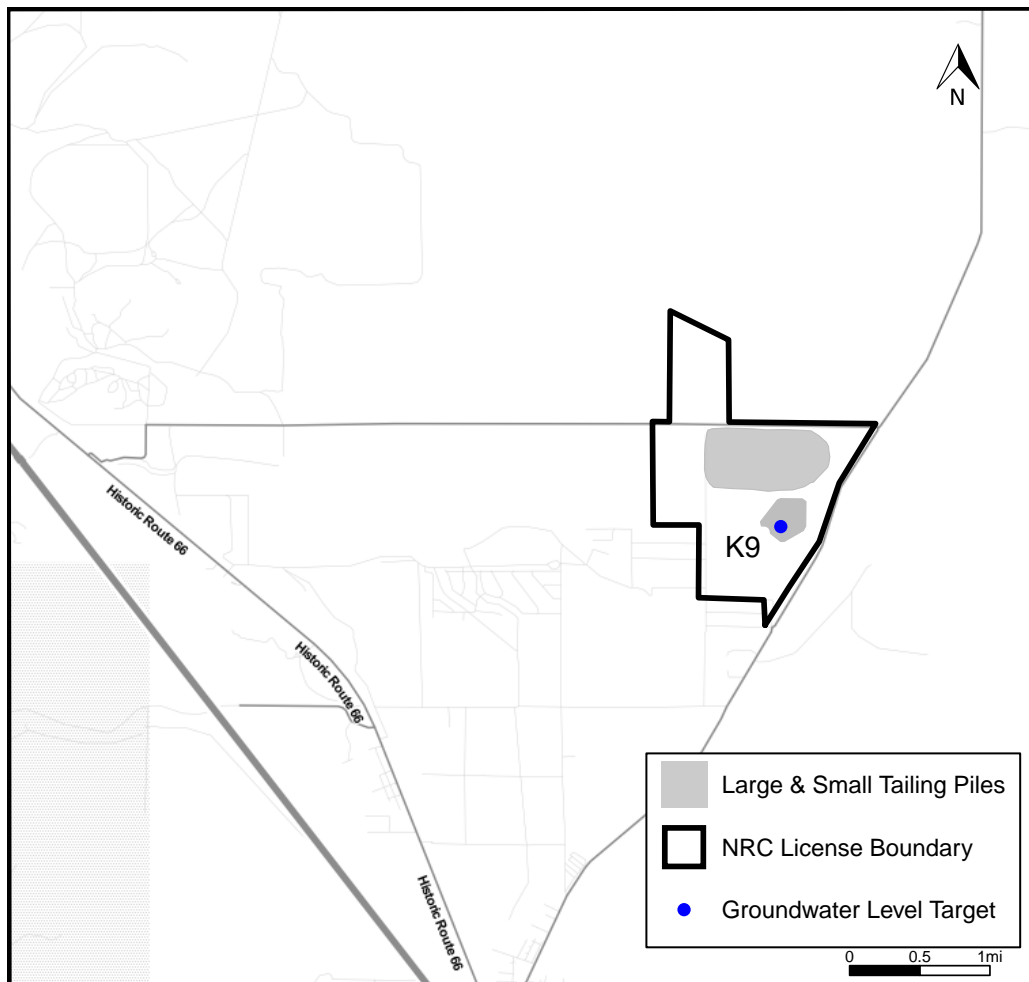 N
K9
Historic Route 66
Historic Route 66
Historic Route 66
Large & Small Tailing Piles
NRC License Boundary
Groundwater Level Target
0 0.5 1mi